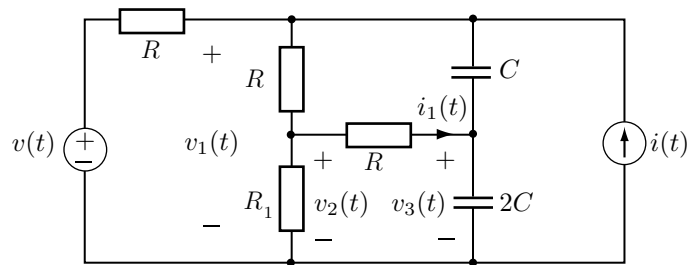 R
+
R
C
i₁(t)
v(t)
+
−
v₁(t)
+
R
+
i(t)
R₁
v₂(t)
v₃(t)
2C
−
−
−